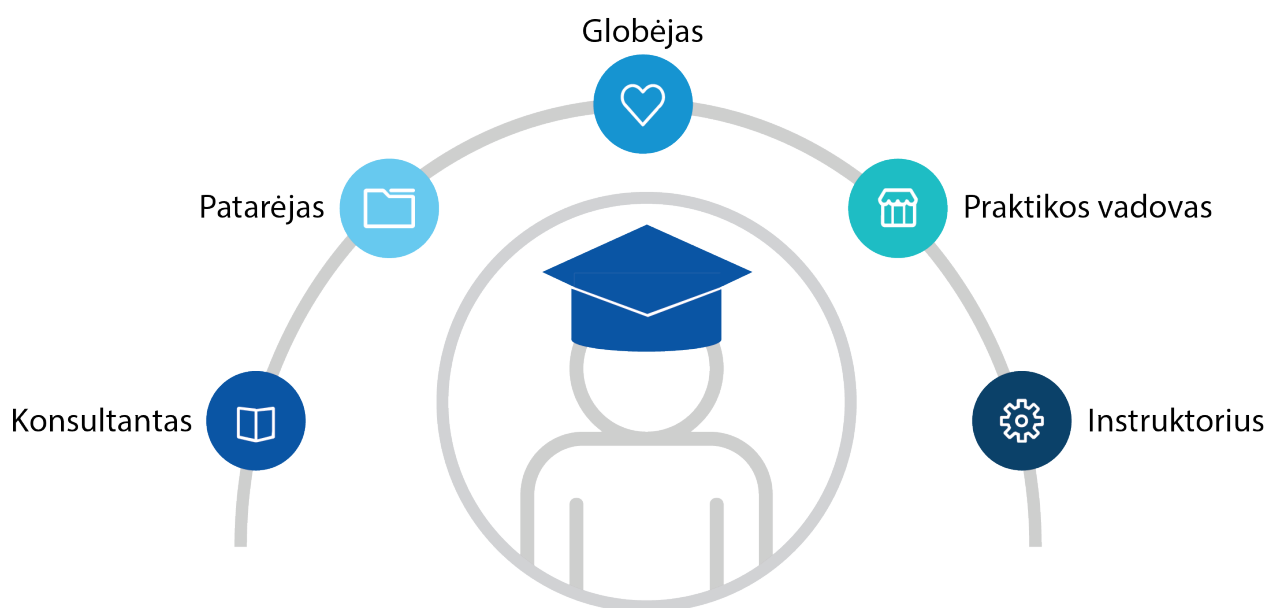 Globėjas
Patarėjas
Praktikos vadovas
Konsultantas
Instruktorius